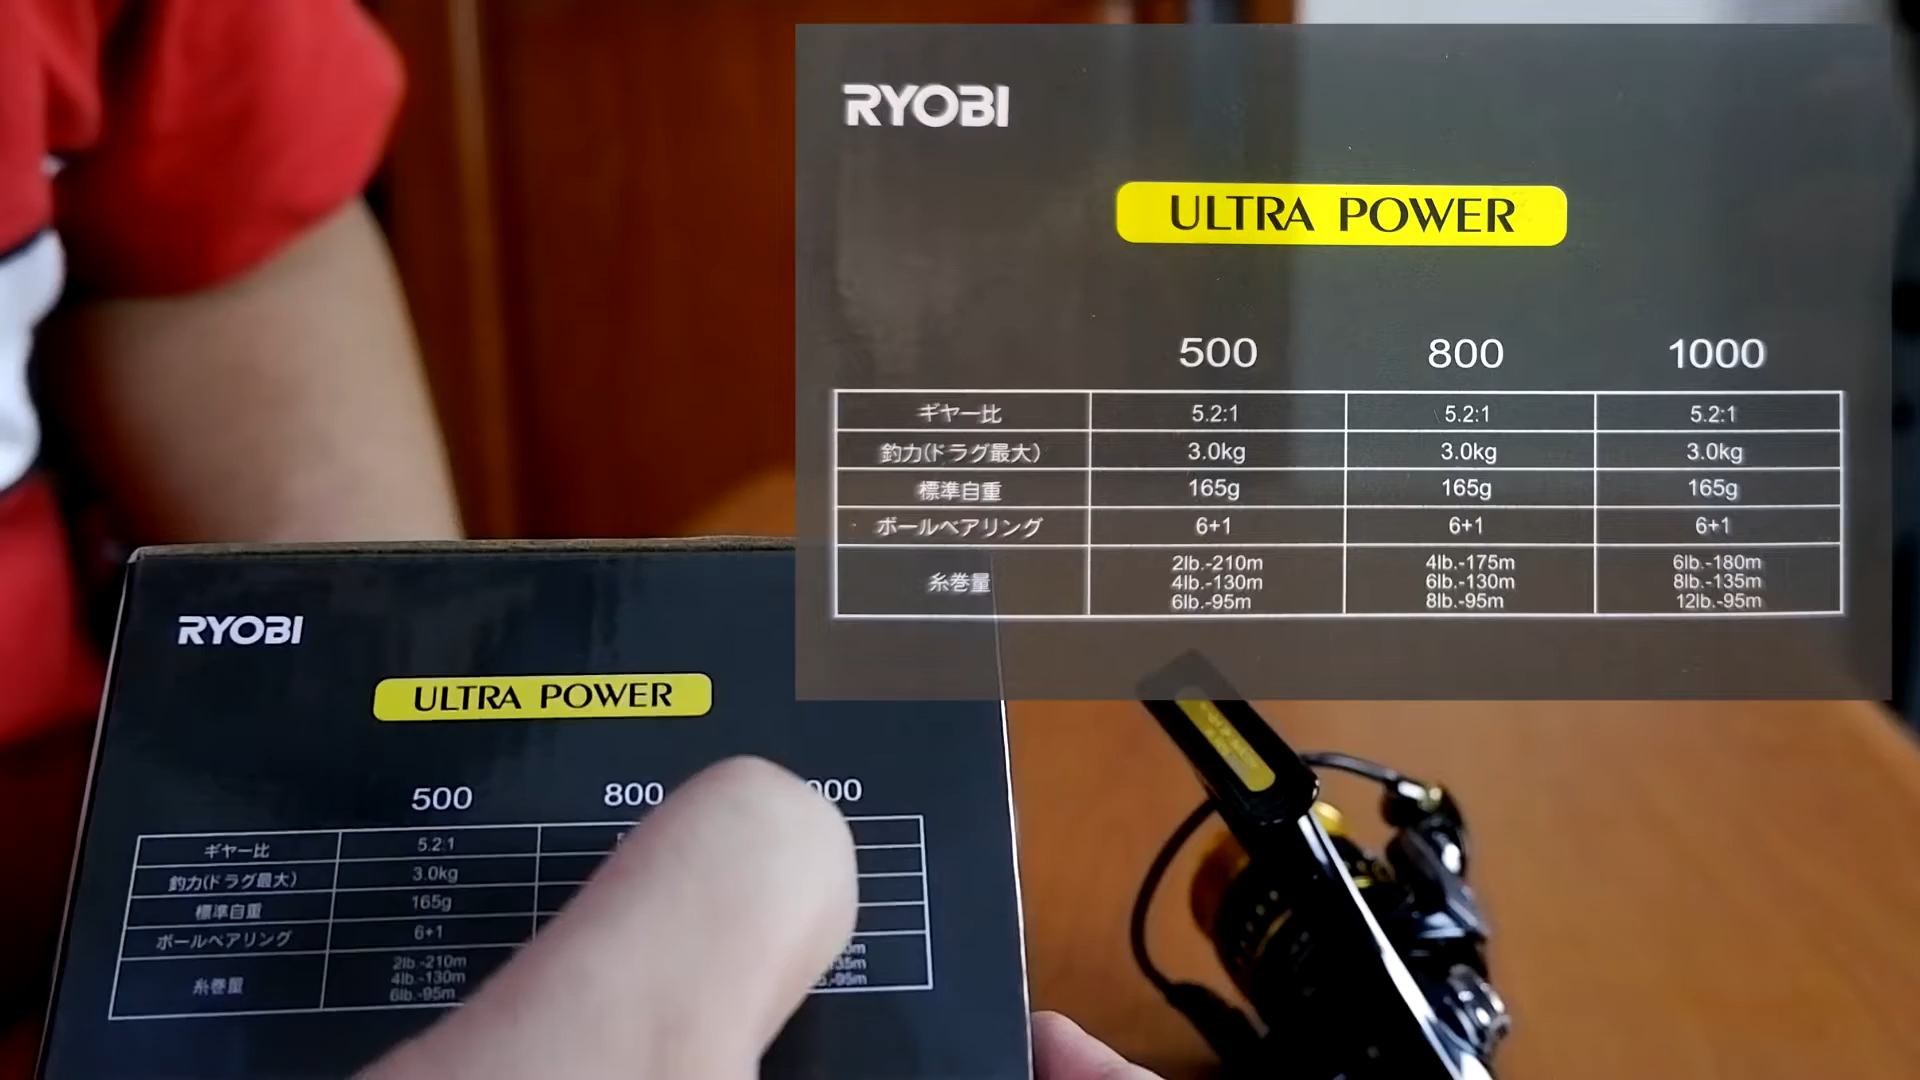 RYOBI
ULTRA POWER
500 800 1000
ギヤー比 5.2:1 5.2:1 5.2:1
釣力(ドラグ最大) 3.0kg 3.0kg 3.0kg
標準自重 165g 165g 165g
ボールベアリング 6+1 6+1 6+1
糸巻量
2lb.-210m 4lb.-175m 6lb.-180m
4lb.-130m 6lb.-130m 8lb.-135m
6lb.-95m 8lb.-95m 12lb.-95m
RYOBI
ULTRA POWER
500 800 000
ギヤー比 5.2:1
釣力(ドラグ最大) 3.0kg
標準自重 165g
ボールベアリング 6+1
糸巻量
2lb.-210m
4lb.-130m 35m
6lb.-95m -95m